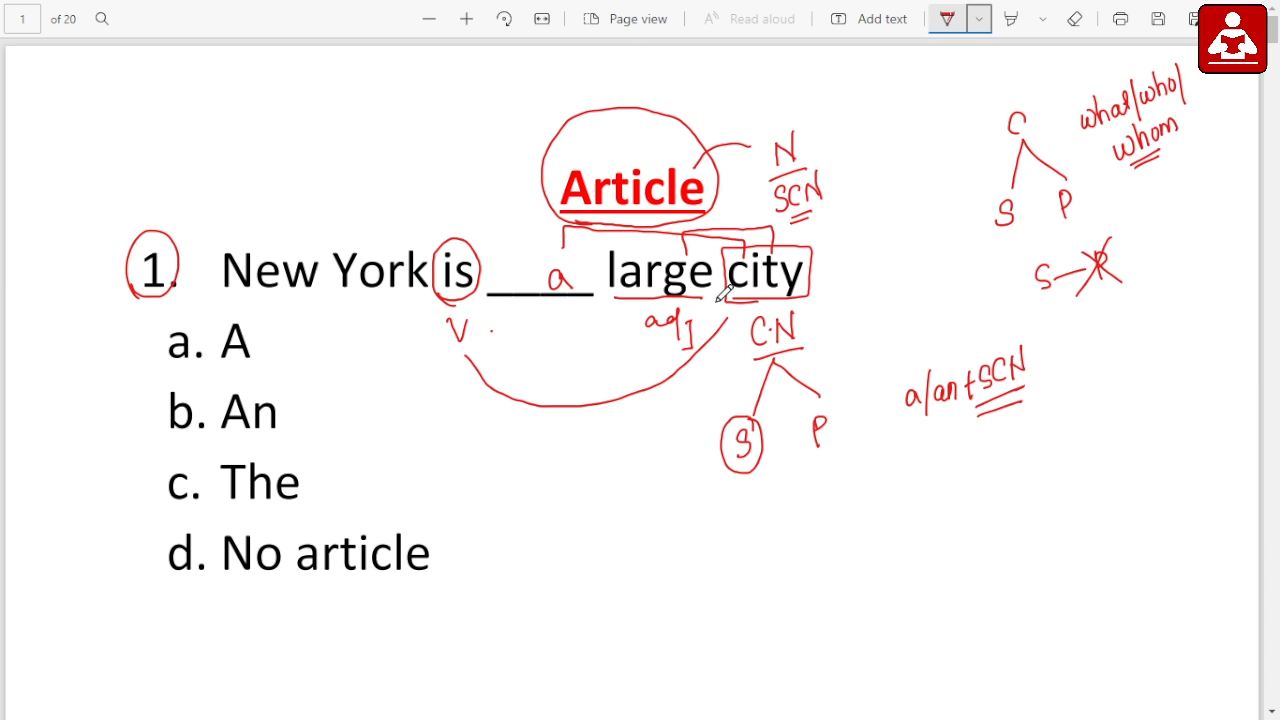 1 of 20 Page view Read aloud Add text
what/who/
whom
C
S P
Article
N
SCN
1. New York is ____ a large city
S P
V adj C.N
S P
a/an + SCN
a. A
b. An
c. The
d. No article